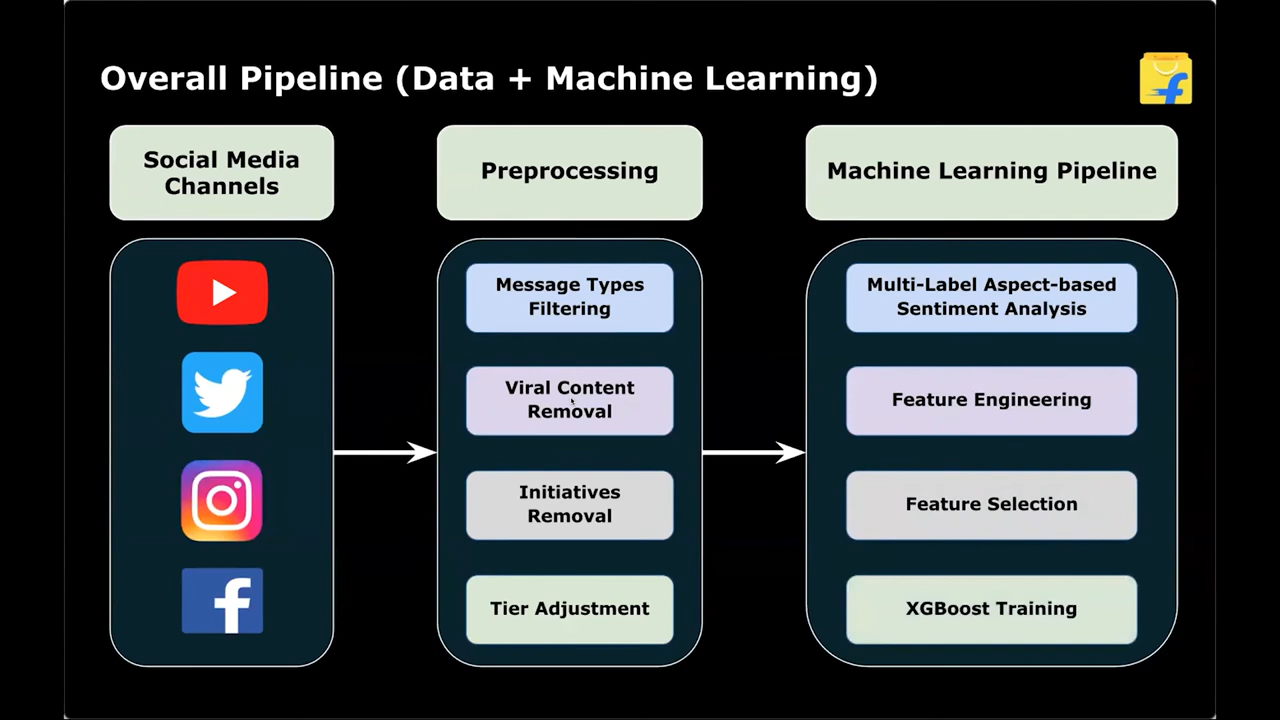 Overall Pipeline (Data + Machine Learning)
Social Media
Channels
Preprocessing
Machine Learning Pipeline
Message Types
Filtering
Viral Content
Removal
Initiatives
Removal
Tier Adjustment
Multi-Label Aspect-based
Sentiment Analysis
Feature Engineering
Feature Selection
XGBoost Training